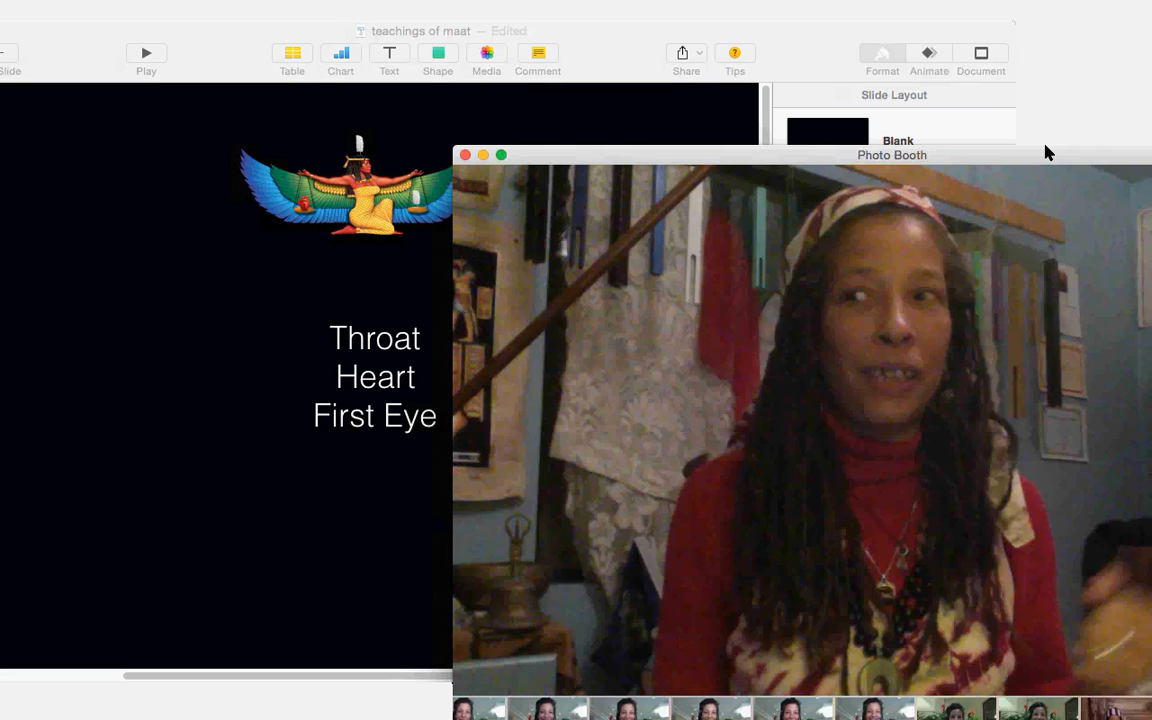 teachings of maat — Edited
Slide
Play
Table
Chart
Text
Shape
Media
Comment
Share
Tips
Format
Animate
Document
Slide Layout
Blank
Photo Booth
Throat
Heart
First Eye